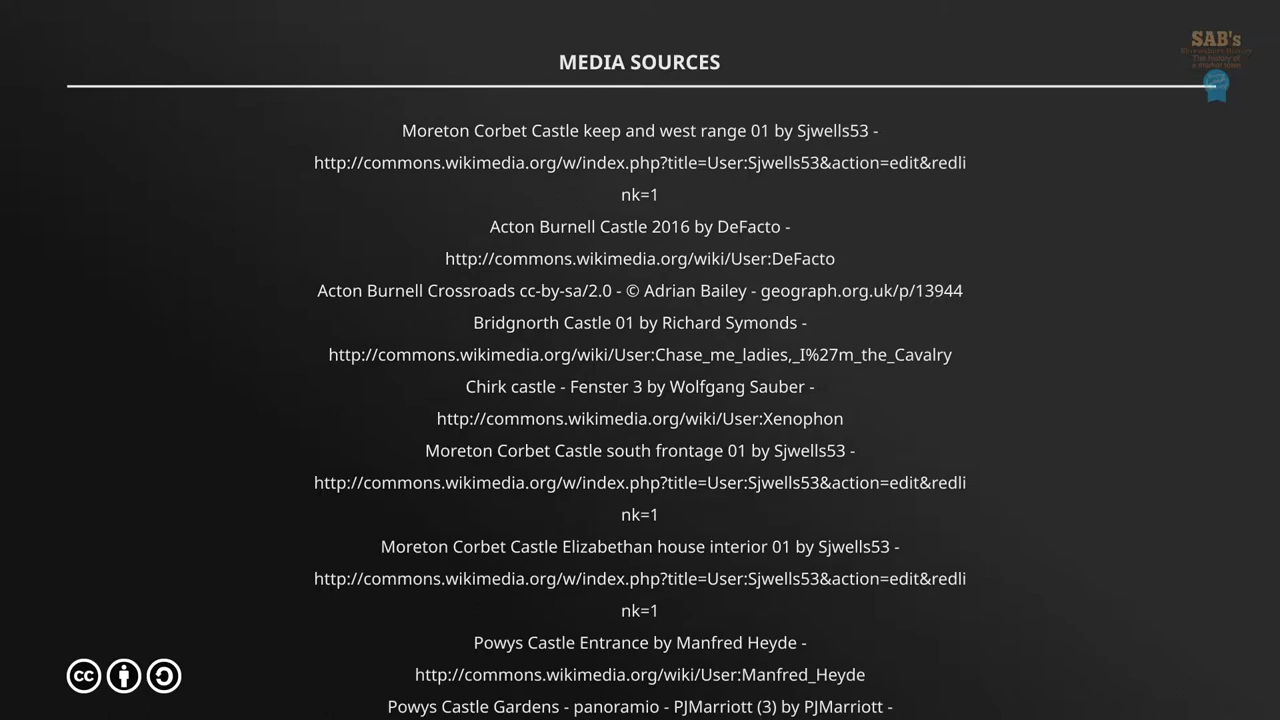 SAB's
The history of
a market town
MEDIA SOURCES
Moreton Corbet Castle keep and west range 01 by Sjwells53 -
http://commons.wikimedia.org/w/index.php?title=User:Sjwells53&action=edit&redli
nk=1
Acton Burnell Castle 2016 by DeFacto -
http://commons.wikimedia.org/wiki/User:DeFacto
Acton Burnell Crossroads cc-by-sa/2.0 - © Adrian Bailey - geograph.org.uk/p/13944
Bridgnorth Castle 01 by Richard Symonds -
http://commons.wikimedia.org/wiki/User:Chase_me_ladies,_I%27m_the_Cavalry
Chirk castle - Fenster 3 by Wolfgang Sauber -
http://commons.wikimedia.org/wiki/User:Xenophon
Moreton Corbet Castle south frontage 01 by Sjwells53 -
http://commons.wikimedia.org/w/index.php?title=User:Sjwells53&action=edit&redli
nk=1
Moreton Corbet Castle Elizabethan house interior 01 by Sjwells53 -
http://commons.wikimedia.org/w/index.php?title=User:Sjwells53&action=edit&redli
nk=1
Powys Castle Entrance by Manfred Heyde -
http://commons.wikimedia.org/wiki/User:Manfred_Heyde
Powys Castle Gardens - panoramio - PJMarriott (3) by PJMarriott -
cc